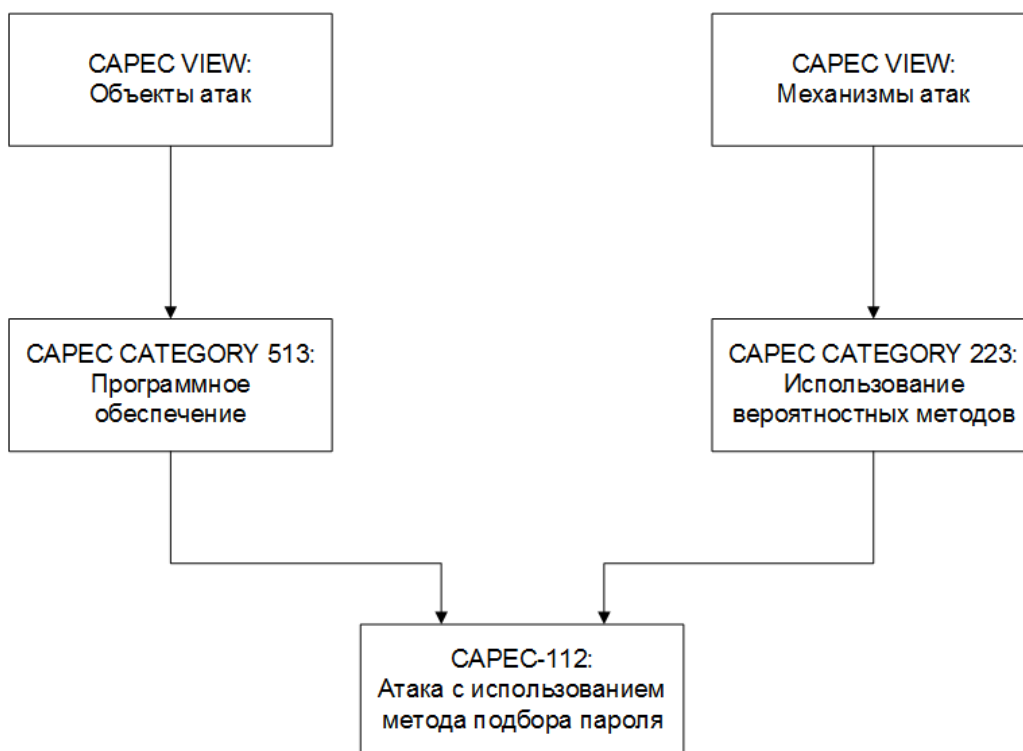 CAPEC VIEW:
Объекты атак
CAPEC VIEW:
Механизмы атак
CAPEC CATEGORY 513:
Программное
обеспечение
CAPEC CATEGORY 223:
Использование
вероятностных методов
CAPEC-112:
Атака с использованием
метода подбора пароля